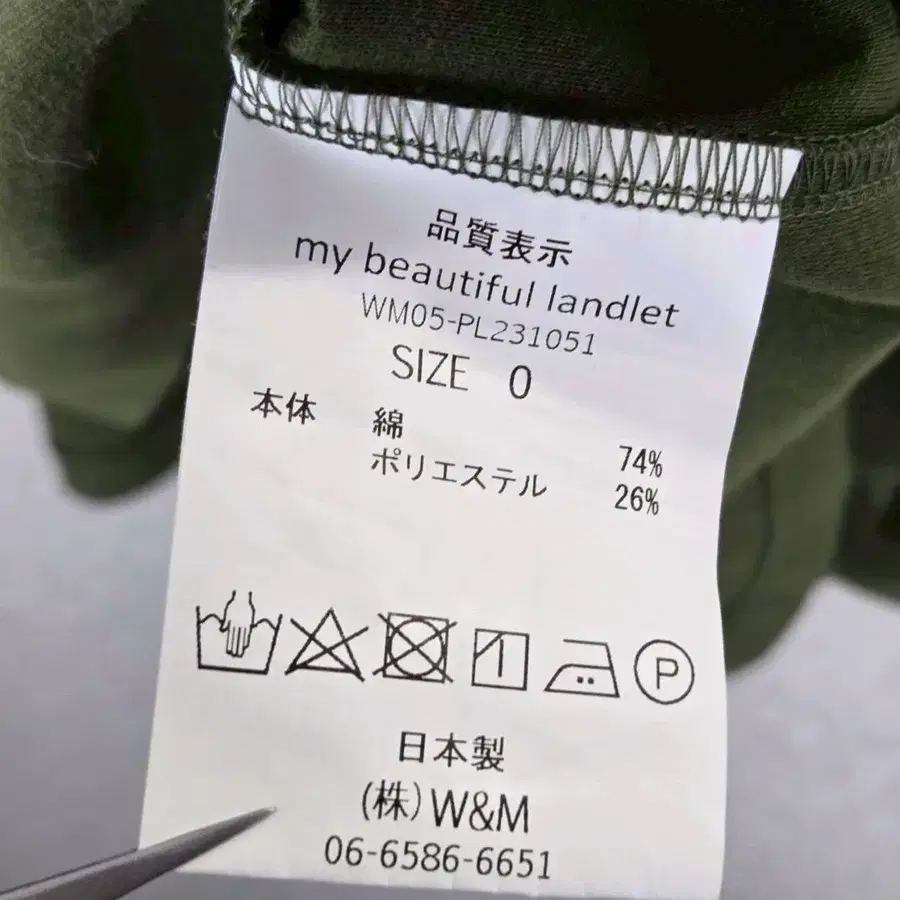 品質表示
my beautiful landlet
WM05-PL231051
SIZE 0
本体 綿 74%
ポリエステル 26%
P
日本製
(株)W&M
06-6586-6651